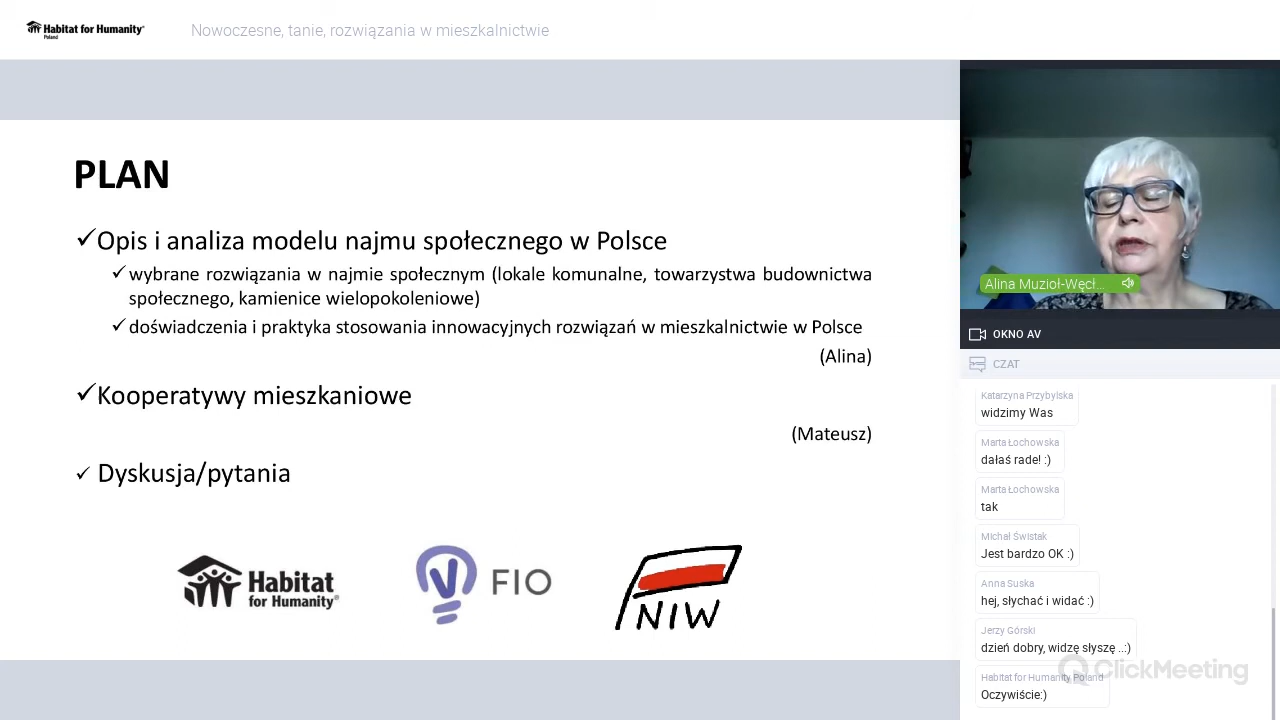 Habitat for Humanity®
Poland
Nowoczesne, tanie, rozwiązania w mieszkalnictwie
PLAN
✓Opis i analiza modelu najmu społecznego w Polsce
✓wybrane rozwiązania w najmie społecznym (lokale komunalne, towarzystwa budownictwa
społecznego, kamienice wielopokoleniowe)
✓doświadczenia i praktyka stosowania innowacyjnych rozwiązań w mieszkalnictwie w Polsce
(Alina)
✓Kooperatywy mieszkaniowe
(Mateusz)
✓ Dyskusja/pytania
Habitat
for Humanity®
FIO
NIW
Alina Muzioł-Węcł...
OKNO AV
CZAT
Katarzyna Przybylska
widzimy Was
Marta Łochowska
dałaś rade! :)
Marta Łochowska
tak
Michał Świstak
Jest bardzo OK :)
Anna Suska
hej, słychać i widać :)
Jerzy Górski
dzień dobry, widzę słyszę ..:)
Habitat for Humanity Poland
Oczywiście:)
ClickMeeting